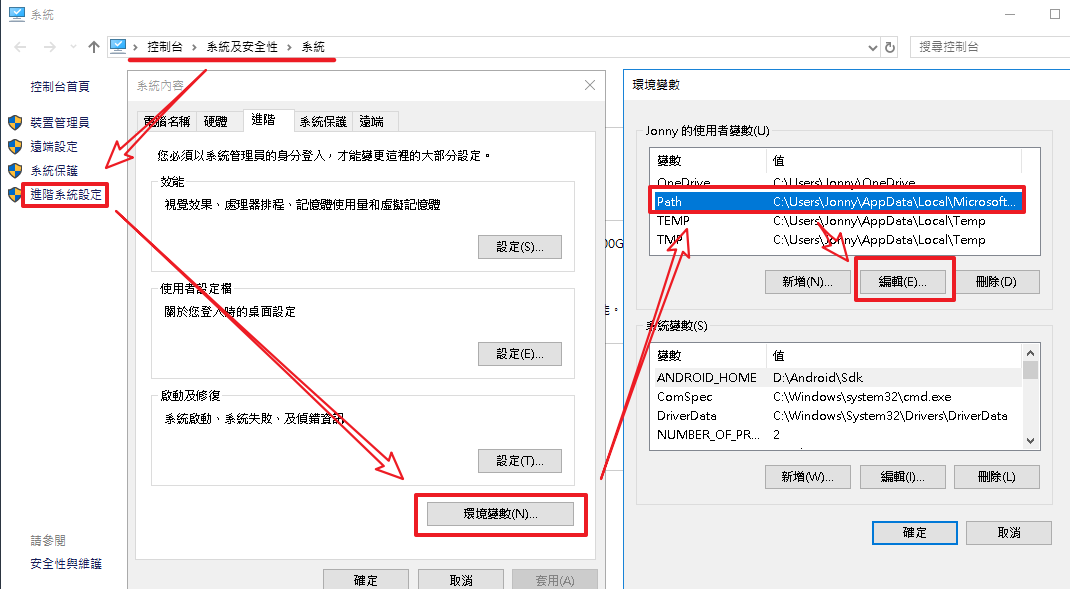 系統
控制台 › 系統及安全性 › 系統
搜尋控制台
控制台首頁
裝置管理員
遠端設定
系統保護
進階系統設定
請參閱
安全性與維護
系統內容
電腦名稱 硬體 進階 系統保護 遠端
您必須以系統管理員的身分登入，才能變更這裡的大部分設定。
效能
視覺效果、處理器排程、記憶體使用量和虛擬記憶體
設定(S)...
使用者設定檔
關於您登入時的桌面設定
設定(E)...
啟動及修復
系統啟動、系統失敗、及偵錯資訊
設定(T)...
環境變數(N)...
確定 取消 套用(A)
00G
環境變數
Jonny 的使用者變數(U)
變數 值
OneDrive C:\Users\Jonny\OneDrive
Path C:\Users\Jonny\AppData\Local\Microsoft...
TEMP C:\Users\Jonny\AppData\Local\Temp
TMP C:\Users\Jonny\AppData\Local\Temp
新增(N)... 編輯(E)... 刪除(D)
系統變數(S)
變數 值
ANDROID_HOME D:\Android\Sdk
ComSpec C:\Windows\system32\cmd.exe
DriverData C:\Windows\System32\Drivers\DriverData
NUMBER_OF_PR... 2
新增(W)... 編輯(I)... 刪除(L)
確定 取消